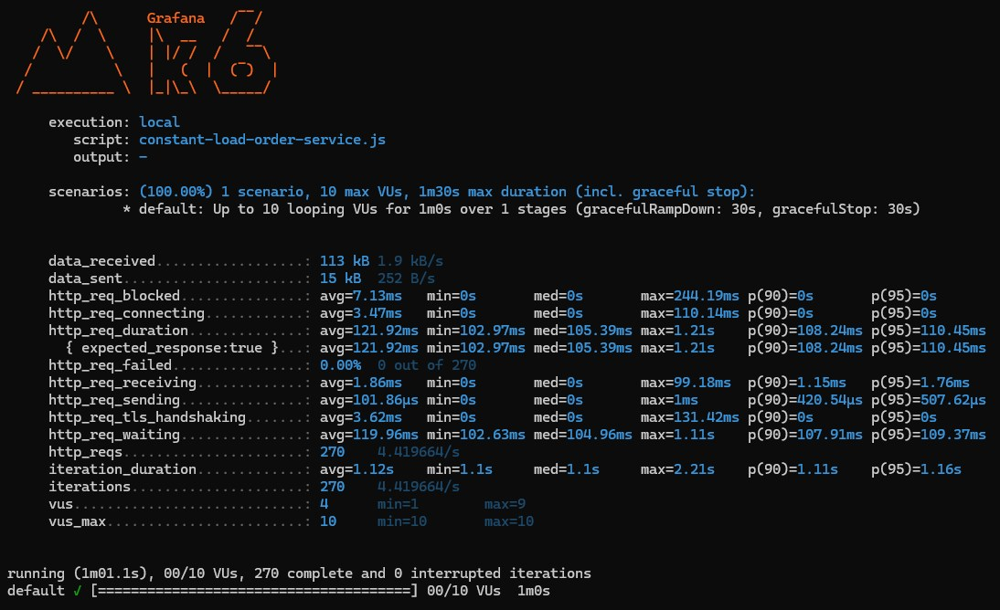 Grafana
k6
execution: local
script: constant-load-order-service.js
output: -
scenarios: (100.00%) 1 scenario, 10 max VUs, 1m30s max duration (incl. graceful stop):
* default: Up to 10 looping VUs for 1m0s over 1 stages (gracefulRampDown: 30s, gracefulStop: 30s)
data_received..................: 113 kB 1.9 kB/s
data_sent......................: 15 kB 252 B/s
http_req_blocked...............: avg=7.13ms min=0s med=0s max=244.19ms p(90)=0s p(95)=0s
http_req_connecting............: avg=3.47ms min=0s med=0s max=110.14ms p(90)=0s p(95)=0s
http_req_duration..............: avg=121.92ms min=102.97ms med=105.39ms max=1.21s p(90)=108.24ms p(95)=110.45ms
{ expected_response:true }...: avg=121.92ms min=102.97ms med=105.39ms max=1.21s p(90)=108.24ms p(95)=110.45ms
http_req_failed................: 0.00% 0 out of 270
http_req_receiving.............: avg=1.86ms min=0s med=0s max=99.18ms p(90)=1.15ms p(95)=1.76ms
http_req_sending...............: avg=101.86µs min=0s med=0s max=1ms p(90)=420.54µs p(95)=507.62µs
http_req_tls_handshaking.......: avg=3.62ms min=0s med=0s max=131.42ms p(90)=0s p(95)=0s
http_req_waiting...............: avg=119.96ms min=102.63ms med=104.96ms max=1.11s p(90)=107.91ms p(95)=109.37ms
http_reqs......................: 270 4.419664/s
iteration_duration.............: avg=1.12s min=1.1s med=1.1s max=2.21s p(90)=1.11s p(95)=1.16s
iterations.....................: 270 4.419664/s
vus............................: 4 min=1 max=9
vus_max........................: 10 min=10 max=10
running (1m01.1s), 00/10 VUs, 270 complete and 0 interrupted iterations
default ✓ [======================================] 00/10 VUs 1m0s